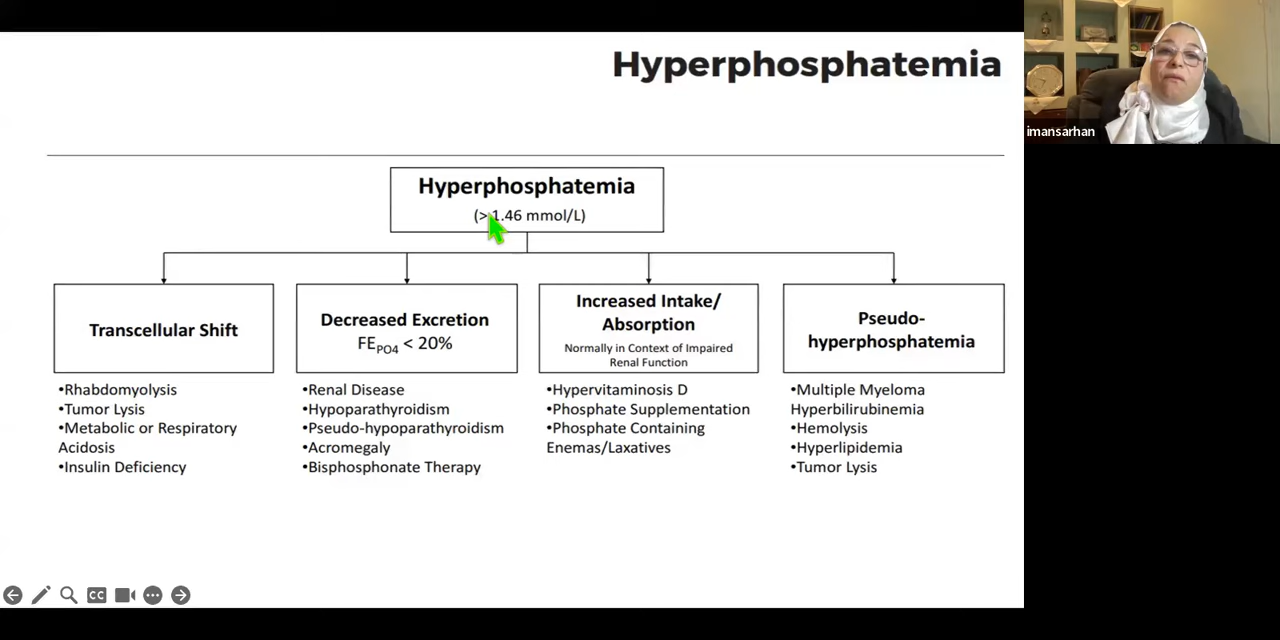 Hyperphosphatemia
imansarhan
Hyperphosphatemia
(> 1.46 mmol/L)
Transcellular Shift
•Rhabdomyolysis
•Tumor Lysis
•Metabolic or Respiratory
Acidosis
•Insulin Deficiency
Decreased Excretion
FEPO4 < 20%
•Renal Disease
•Hypoparathyroidism
•Pseudo-hypoparathyroidism
•Acromegaly
•Bisphosphonate Therapy
Increased Intake/
Absorption
Normally in Context of Impaired
Renal Function
•Hypervitaminosis D
•Phosphate Supplementation
•Phosphate Containing
Enemas/Laxatives
Pseudo-
hyperphosphatemia
•Multiple Myeloma
Hyperbilirubinemia
•Hemolysis
•Hyperlipidemia
•Tumor Lysis
CC